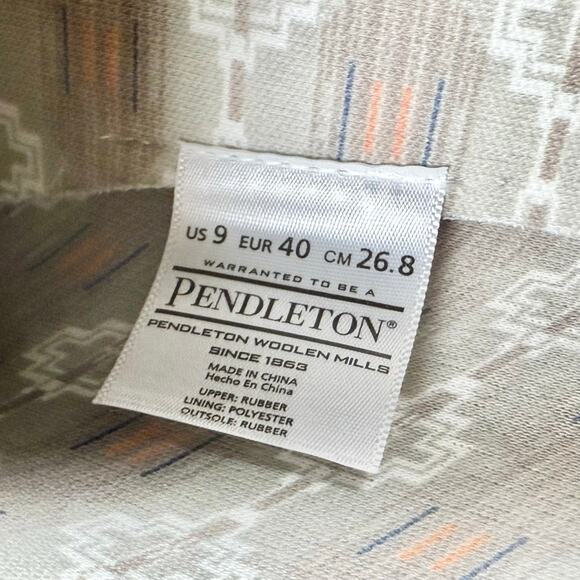 US 9 EUR 40 CM 26.8
WARRANTED TO BE A
PENDLETON®
PENDLETON WOOLEN MILLS
SINCE 1863
MADE IN CHINA
Hecho En China
UPPER: RUBBER
LINING: POLYESTER
OUTSOLE: RUBBER